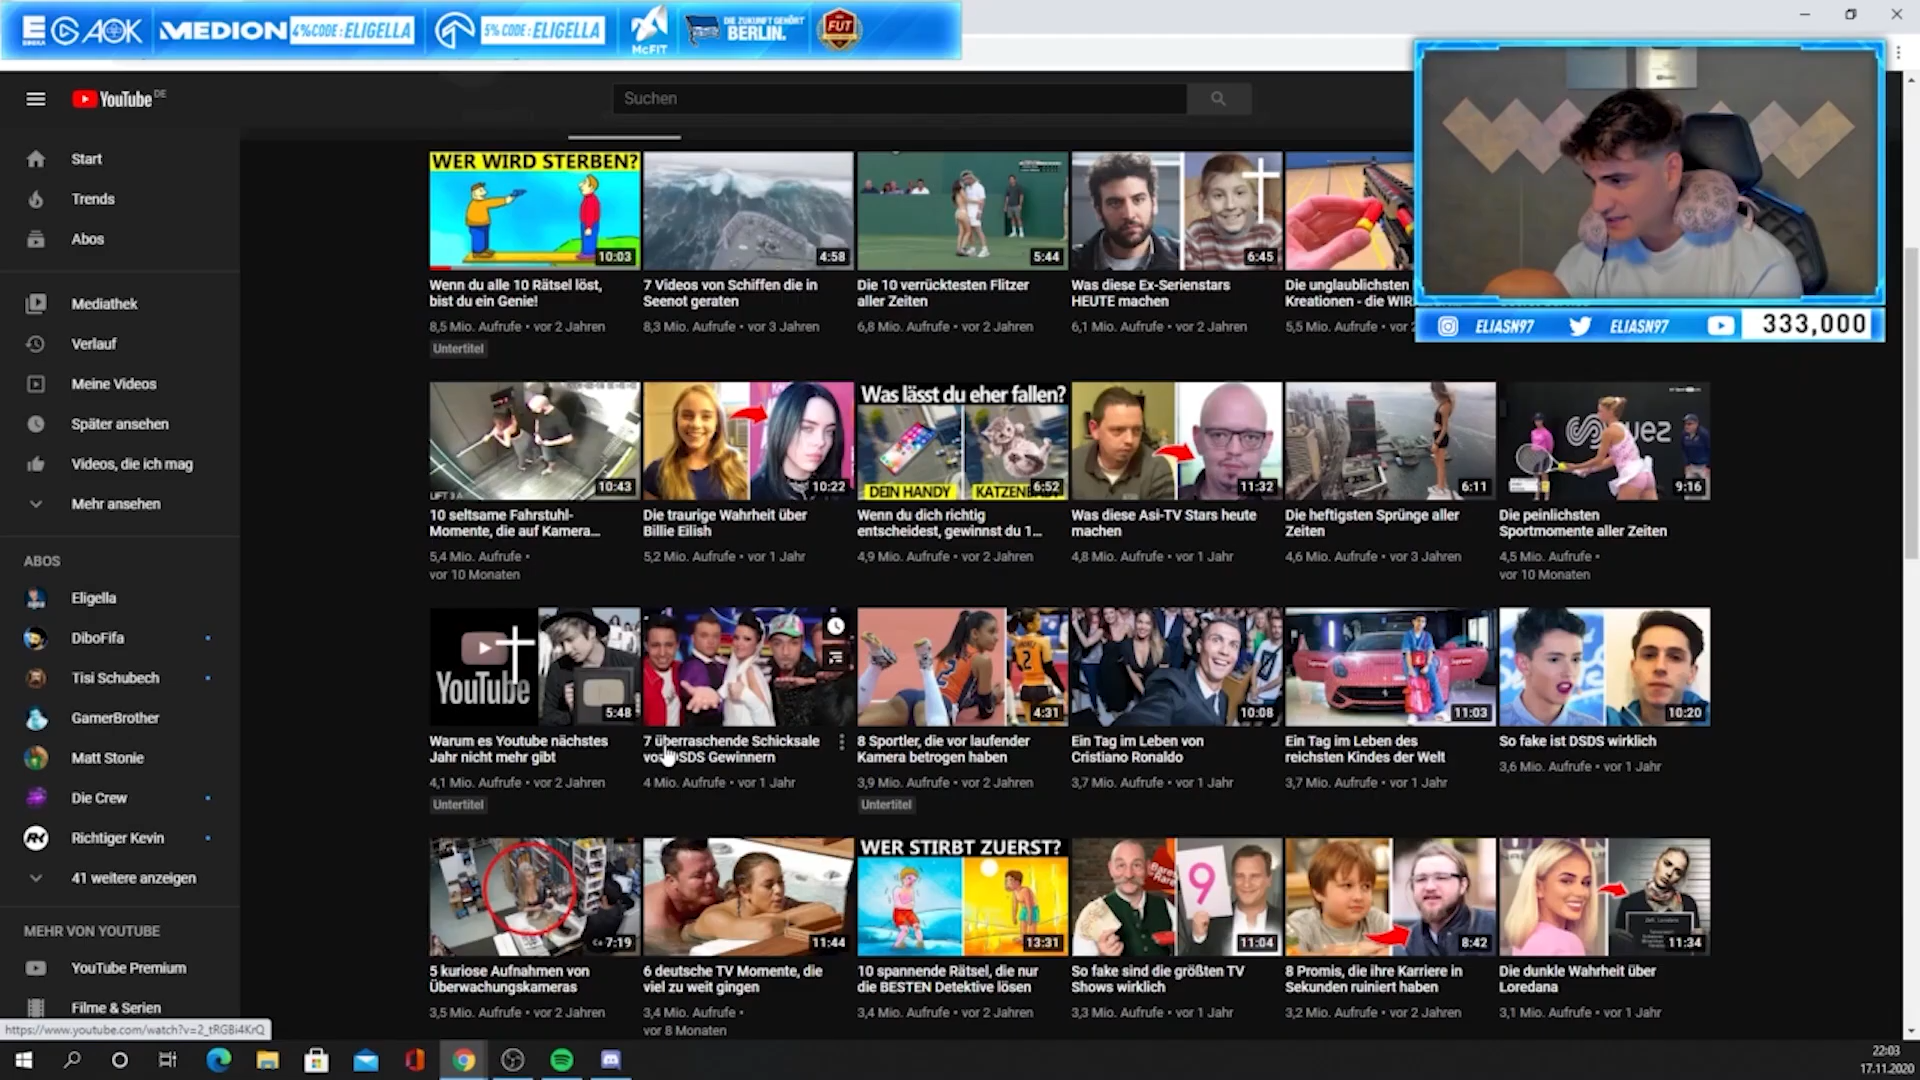 EGAOK
MEDION
4%CODE:ELIGELLA
5% CODE:ELIGELLA
McFIT
DIE ZUKUNFT GEHÖRT
BERLIN.
FUT
YouTube DE
Suchen
ELIASN97
ELIASN97
333,000
Start
Trends
Abos
Mediathek
Verlauf
Meine Videos
Später ansehen
Videos, die ich mag
Mehr ansehen
ABOS
Eligella
DiboFifa
Tisi Schubech
GamerBrother
Matt Stonie
Die Crew
Richtiger Kevin
41 weitere anzeigen
MEHR VON YOUTUBE
YouTube Premium
Filme & Serien
WER WIRD STERBEN?
10:03
4:58
5:44
6:45
Wenn du alle 10 Rätsel löst,
bist du ein Genie!
8,5 Mio. Aufrufe • vor 2 Jahren
Untertitel
7 Videos von Schiffen die in
Seenot geraten
8,3 Mio. Aufrufe • vor 3 Jahren
Die 10 verrücktesten Flitzer
aller Zeiten
6,8 Mio. Aufrufe • vor 2 Jahren
Was diese Ex-Serienstars
HEUTE machen
6,1 Mio. Aufrufe • vor 2 Jahren
Die unglaublichsten
Kreationen - die
5,5 Mio. Aufrufe • vor
LIFT 3 A
10:43
10:22
Was lässt du eher fallen?
DEIN HANDY
6:52
11:32
6:11
9:16
10 seltsame Fahrstuhl-
Momente, die auf Kamera...
5,4 Mio. Aufrufe •
vor 10 Monaten
Die traurige Wahrheit über
Billie Eilish
5,2 Mio. Aufrufe • vor 1 Jahr
Wenn du dich richtig
entscheidest, gewinnst du 1...
4,9 Mio. Aufrufe • vor 2 Jahren
Was diese Asi-TV Stars heute
machen
4,8 Mio. Aufrufe • vor 1 Jahr
Die heftigsten Sprünge aller
Zeiten
4,6 Mio. Aufrufe • vor 3 Jahren
Die peinlichsten
Sportmomente aller Zeiten
4,5 Mio. Aufrufe •
vor 10 Monaten
YouTube
5:48
2
2
4:31
10:08
11:03
10:20
Warum es Youtube nächstes
Jahr nicht mehr gibt
4,1 Mio. Aufrufe • vor 2 Jahren
Untertitel
7 überraschende Schicksale
von DSDS Gewinnern
4 Mio. Aufrufe • vor 1 Jahr
8 Sportler, die vor laufender
Kamera betrogen haben
3,9 Mio. Aufrufe • vor 2 Jahren
Untertitel
Ein Tag im Leben von
Cristiano Ronaldo
3,7 Mio. Aufrufe • vor 1 Jahr
Ein Tag im Leben des
reichsten Kindes der Welt
3,7 Mio. Aufrufe • vor 1 Jahr
So fake ist DSDS wirklich
3,6 Mio. Aufrufe • vor 1 Jahr
7:19
11:44
WER STIRBT ZUERST?
13:31
9
11:04
8:42
11:34
5 kuriose Aufnahmen von
Überwachungskameras
3,5 Mio. Aufrufe • vor 2 Jahren
6 deutsche TV Momente, die
viel zu weit gingen
3,4 Mio. Aufrufe •
vor 8 Monaten
10 spannende Rätsel, die nur
die BESTEN Detektive lösen
3,4 Mio. Aufrufe • vor 2 Jahren
So fake sind die größten TV
Shows wirklich
3,3 Mio. Aufrufe • vor 1 Jahr
8 Promis, die ihre Karriere in
Sekunden ruiniert haben
3,2 Mio. Aufrufe • vor 2 Jahren
Die dunkle Wahrheit über
Loredana
3,1 Mio. Aufrufe • vor 1 Jahr
https://www.youtube.com/watch?v=2_tRGBi4KrQ
22:03
17.11.2020